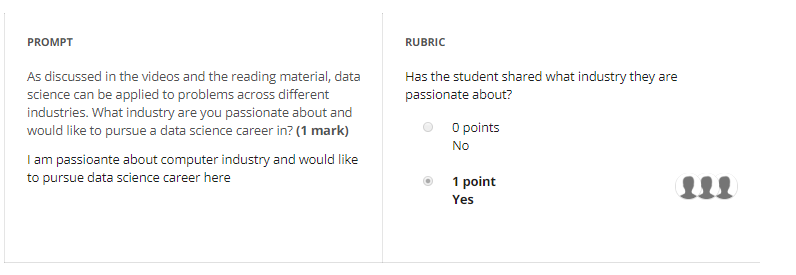 PROMPT
As discussed in the videos and the reading material, data
science can be applied to problems across different
industries. What industry are you passionate about and
would like to pursue a data science career in? (1 mark)
I am passioante about computer industry and would like
to pursue data science career here
RUBRIC
Has the student shared what industry they are
passionate about?
0 points
No
1 point
Yes